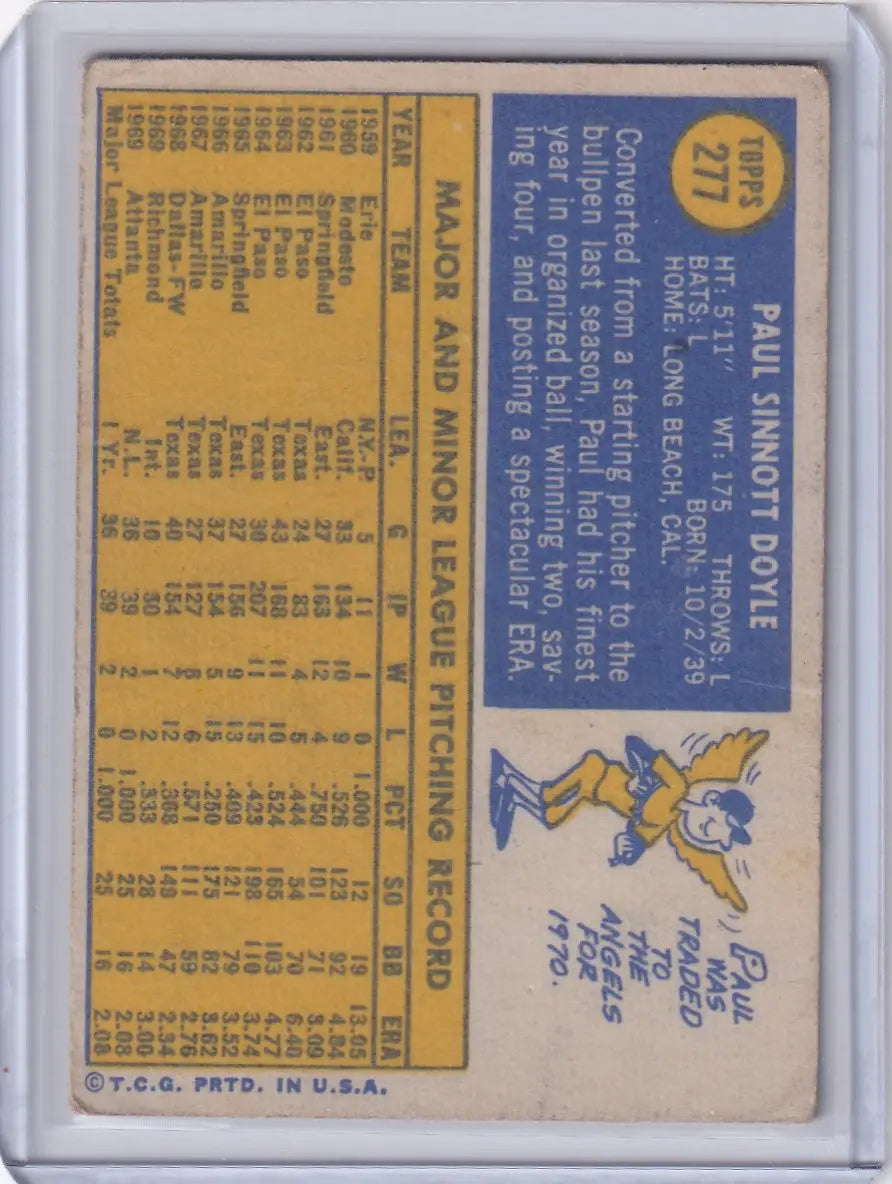 TOPPS
277
PAUL SINNOTT DOYLE
HT: 5'11" WT: 175 THROWS: L
BATS: L BORN: 10/2/39
HOME: LONG BEACH, CAL.
Converted from a starting pitcher to the
bullpen last season, Paul had his finest
year in organized ball, winning two, sav-
ing four, and posting a spectacular ERA.
PAUL
WAS
TRADED
TO
THE
ANGELS
FOR
1970.
MAJOR AND MINOR LEAGUE PITCHING RECORD
YEAR TEAM LEA. G IP W L PCT SO BB ERA
1959 Erie N.Y.-P. 5 11 1 0 1.000 12 19 13.05
1960 Modesto Calif. 33 134 10 9 .526 123 92 4.84
1961 Springfield East. 27 163 12 4 .750 101 71 3.09
1962 El Paso Texas 24 83 4 5 .444 54 70 6.40
1963 El Paso Texas 43 168 11 10 .524 165 103 4.77
1964 El Paso Texas 30 207 11 15 .423 198 110 3.74
1965 Springfield East. 27 156 9 13 .409 121 79 3.52
1966 Amarillo Texas 37 154 5 15 .250 175 82 3.62
1967 Amarillo Texas 27 127 8 6 .571 111 59 2.76
1968 Dallas-FW Texas 40 154 7 12 .368 149 47 2.34
1969 Richmond Int. 10 30 1 2 .333 28 14 3.00
1969 Atlanta N.L. 36 39 2 0 1.000 25 16 2.08
Major League Totals 1 Yr. 36 39 2 0 1.000 25 16 2.08
©T.C.G. PRTD. IN U.S.A.